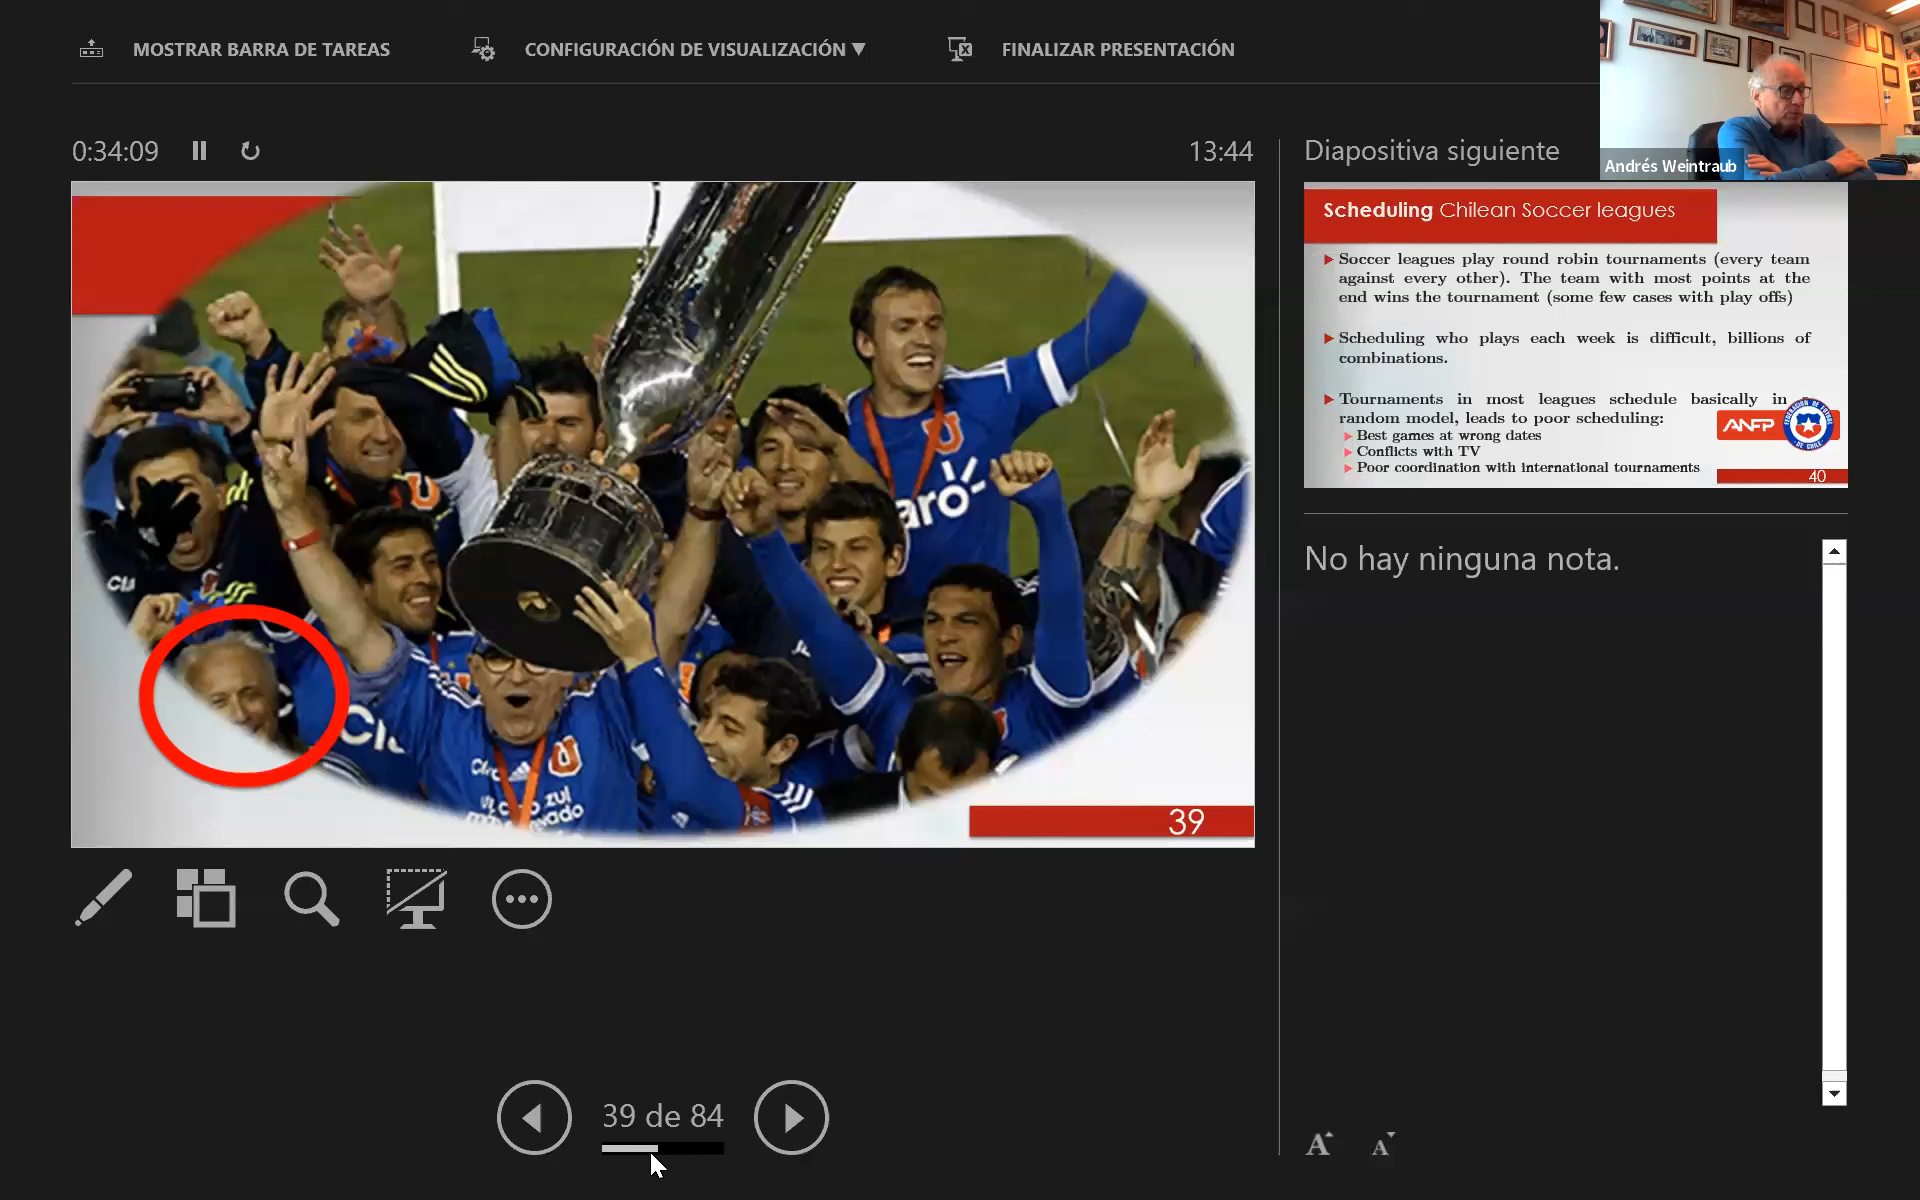 MOSTRAR BARRA DE TAREAS
CONFIGURACIÓN DE VISUALIZACIÓN ▼
FINALIZAR PRESENTACIÓN
Andrés Weintraub
0:34:09
13:44
Diapositiva siguiente
Scheduling Chilean Soccer leagues
Soccer leagues play round robin tournaments (every team
against every other). The team with most points at the
end wins the tournament (some few cases with play offs)
Scheduling who plays each week is difficult, billions of
combinations.
Tournaments in most leagues schedule basically in
random model, leads to poor scheduling:
Best games at wrong dates
Conflicts with TV
Poor coordination with international tournaments
ANFP
40
No hay ninguna nota.
aro
U
39
39 de 84
A
A